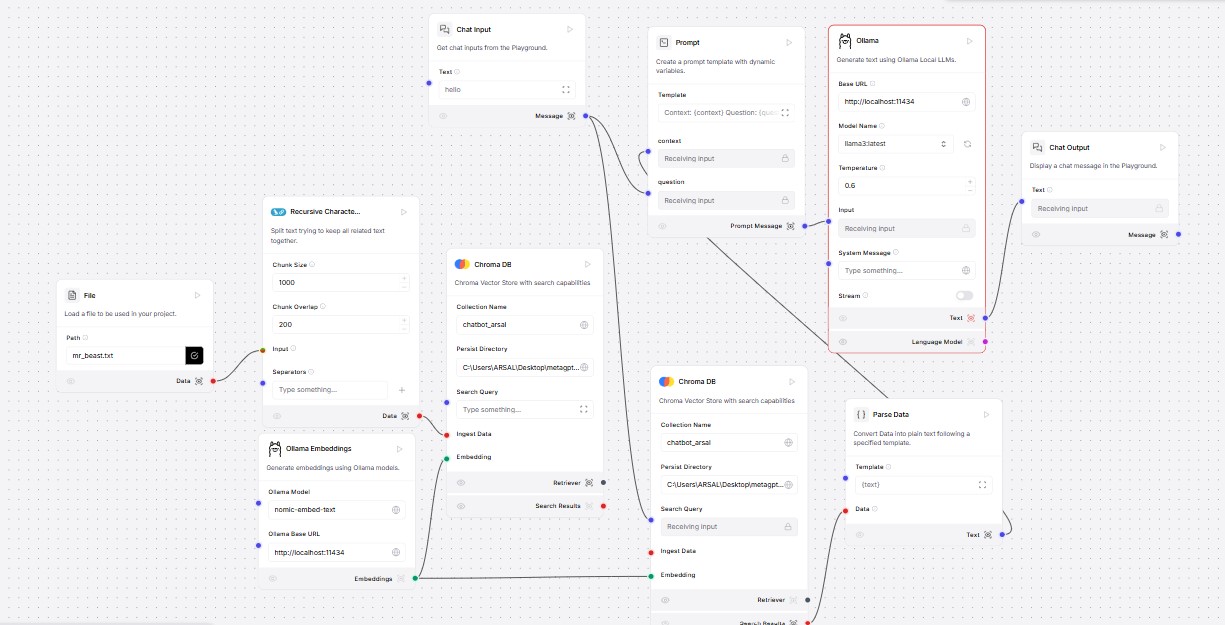 Chat Input
Get chat inputs from the Playground.
Text
hello
Message
Prompt
Create a prompt template with dynamic
variables.
Template
Context: {context} Question: {que
context
Receiving input
question
Receiving input
Prompt Message
Ollama
Generate text using Ollama Local LLMs.
Base URL
http://localhost:11434
Model Name
llama3:latest
Temperature
0.6
Input
Receiving input
System Message
Type something...
Stream
Text
Language Model
Chat Output
Display a chat message in the Playground.
Text
Receiving input
Message
File
Load a file to be used in your project.
Path
mr_beast.txt
Data
Recursive Characte...
Split text trying to keep all related text
together.
Chunk Size
1000
Chunk Overlap
200
Input
Separators
Type something...
Data
Chroma DB
Chroma Vector Store with search capabilities
Collection Name
chatbot_arsal
Persist Directory
C:\Users\ARSAL\Desktop\metagpt...
Search Query
Type something...
Ingest Data
Embedding
Retriever
Search Results
Ollama Embeddings
Generate embeddings using Ollama models.
Ollama Model
nomic-embed-text
Ollama Base URL
http://localhost:11434
Embeddings
Chroma DB
Chroma Vector Store with search capabilities
Collection Name
chatbot_arsal
Persist Directory
C:\Users\ARSAL\Desktop\metagpt...
Search Query
Receiving input
Ingest Data
Embedding
Retriever
Search Results
Parse Data
Convert Data into plain text following a
specified template.
Template
{text}
Data
Text